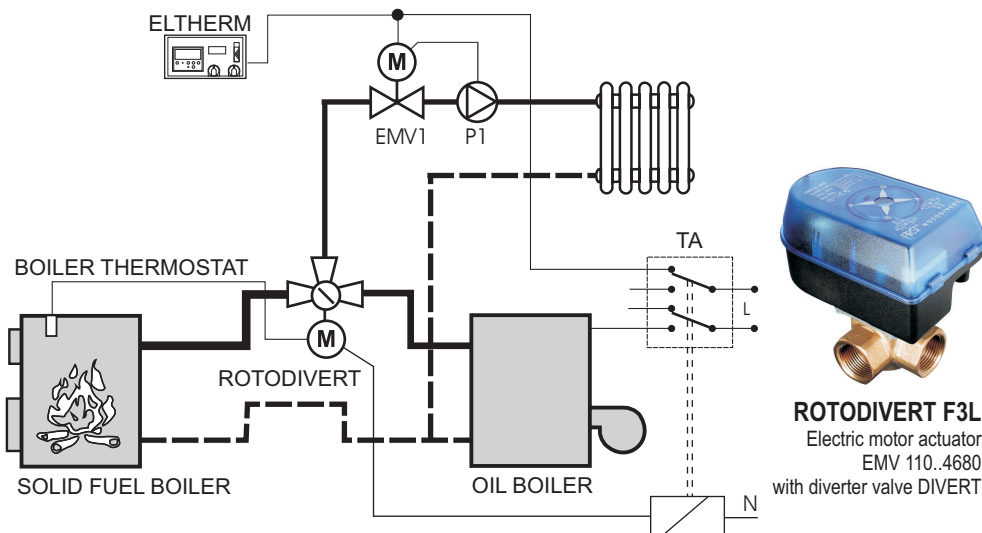 ELTHERM
M
EMV1
P1
TA
BOILER THERMOSTAT
L
M
ROTODIVERT
SOLID FUEL BOILER
OIL BOILER
N
ROTODIVERT F3L
Electric motor actuator
EMV 110..4680
with diverter valve DIVERT